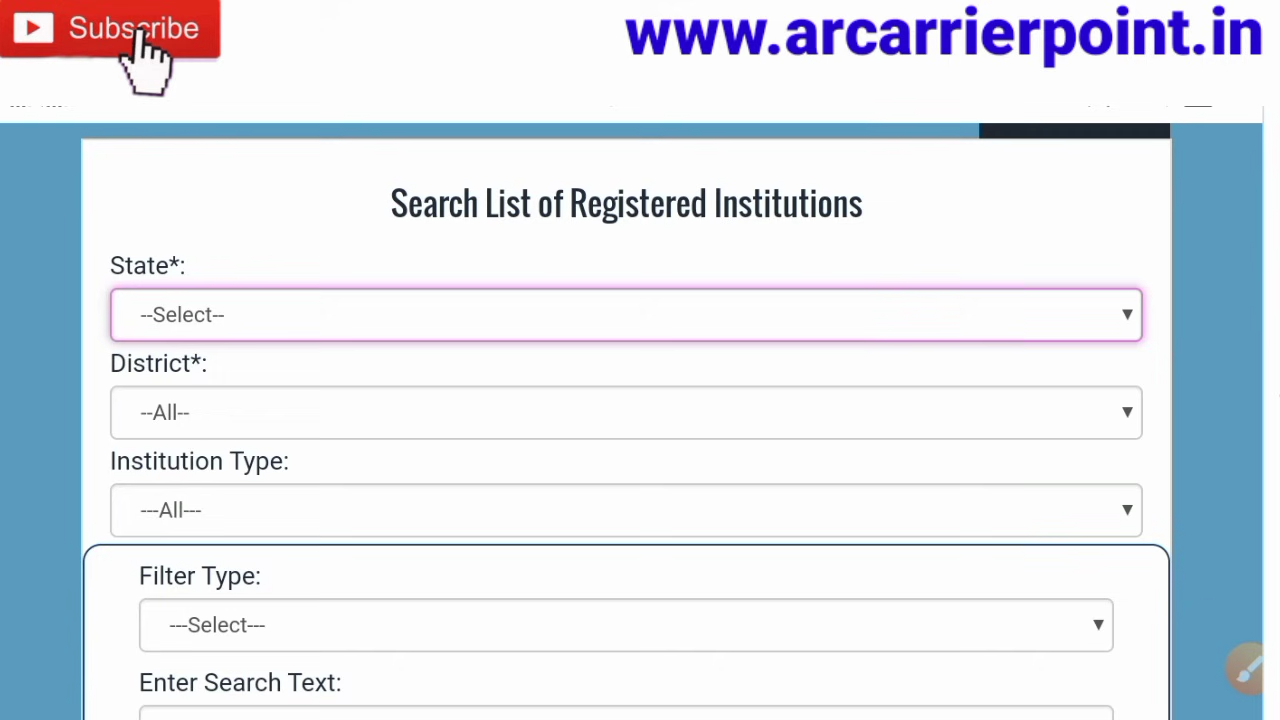 Subscribe
www.arcarrierpoint.in
Search List of Registered Institutions
State*:
--Select--
District*:
--All--
Institution Type:
---All---
Filter Type:
---Select---
Enter Search Text: